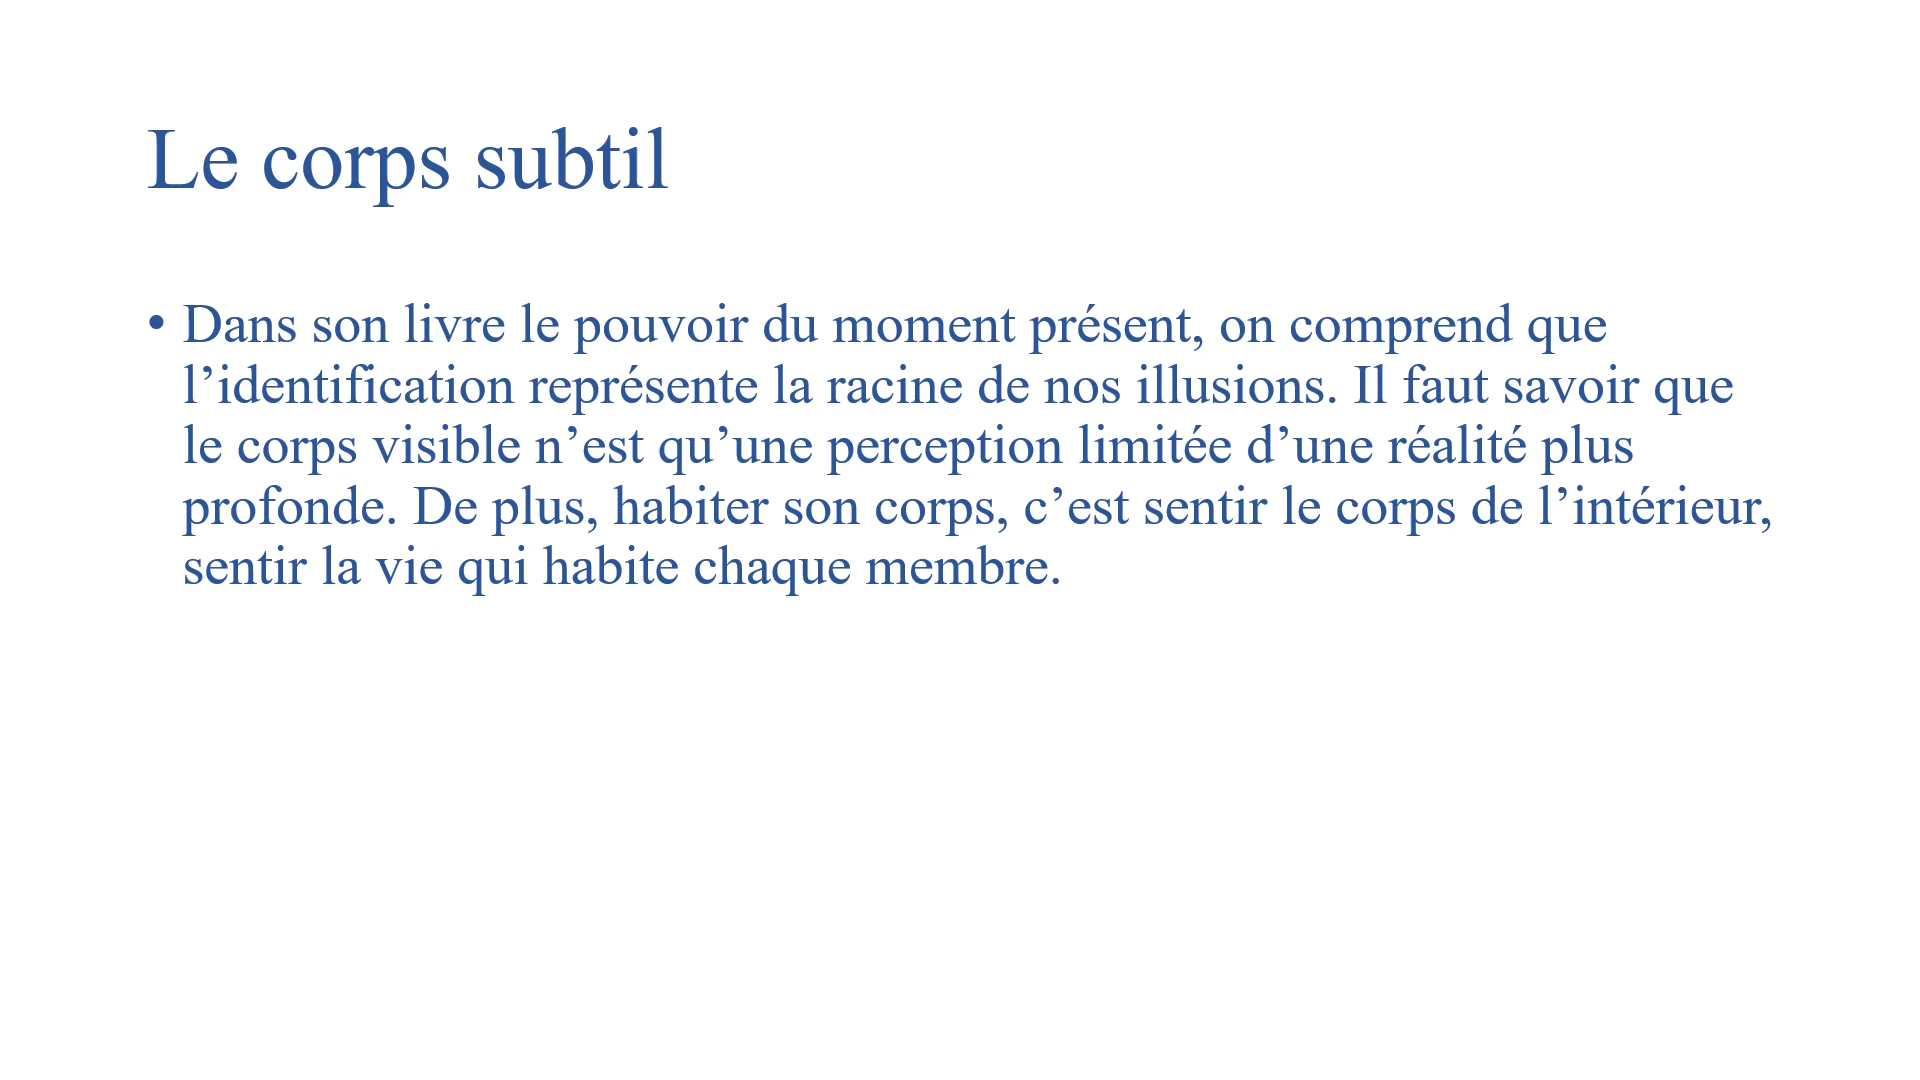 Le corps subtil
• Dans son livre le pouvoir du moment présent, on comprend que
l’identification représente la racine de nos illusions. Il faut savoir que
le corps visible n’est qu’une perception limitée d’une réalité plus
profonde. De plus, habiter son corps, c’est sentir le corps de l’intérieur,
sentir la vie qui habite chaque membre.